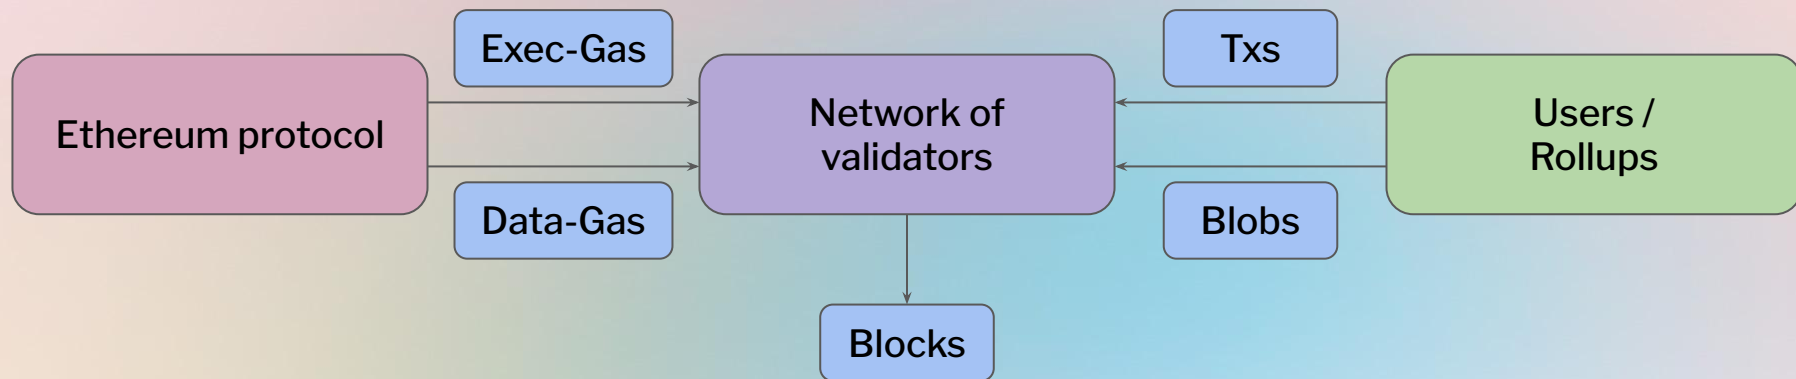 Exec-Gas
Txs
Ethereum protocol
Network of
validators
Users /
Rollups
Data-Gas
Blobs
Blocks